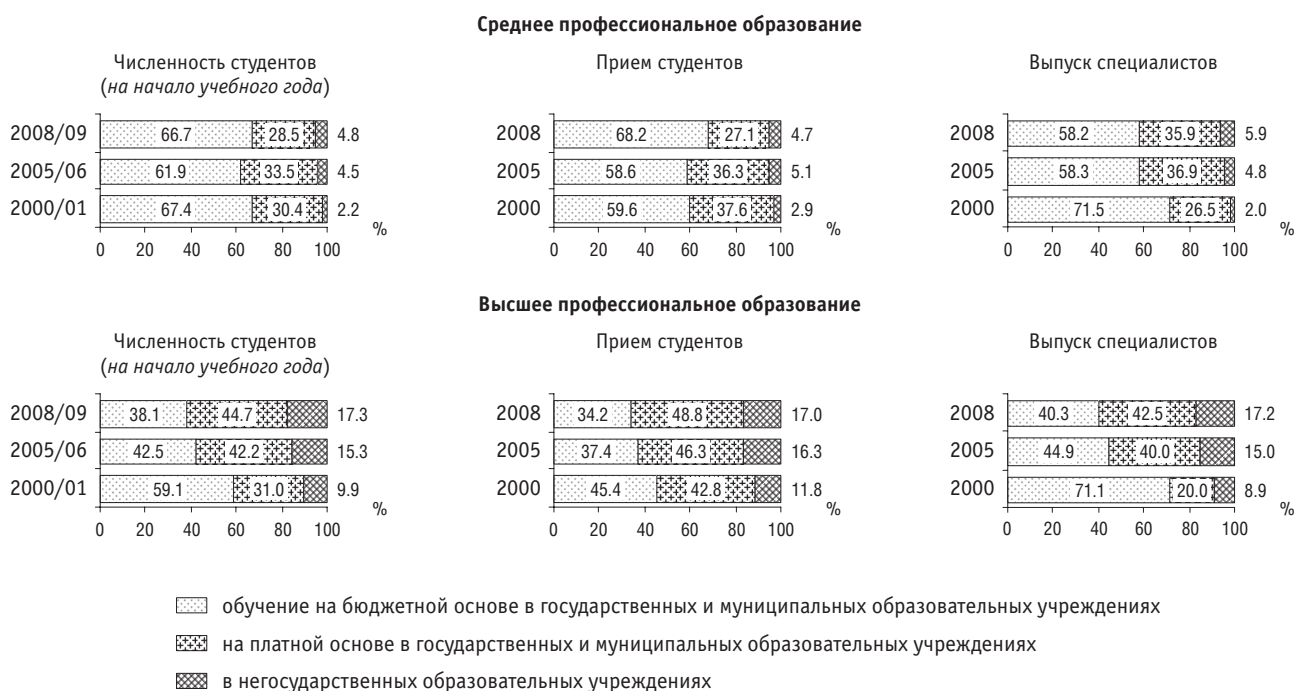 Среднее профессиональное образование
Численность студентов
(на начало учебного года)
2008/09 66.7 28.5 4.8
2005/06 61.9 33.5 4.5
2000/01 67.4 30.4 2.2
%
0 20 40 60 80 100
Прием студентов
2008 68.2 27.1 4.7
2005 58.6 36.3 5.1
2000 59.6 37.6 2.9
%
0 20 40 60 80 100
Выпуск специалистов
2008 58.2 35.9 5.9
2005 58.3 36.9 4.8
2000 71.5 26.5 2.0
%
0 20 40 60 80 100
Высшее профессиональное образование
Численность студентов
(на начало учебного года)
2008/09 38.1 44.7 17.3
2005/06 42.5 42.2 15.3
2000/01 59.1 31.0 9.9
%
0 20 40 60 80 100
Прием студентов
2008 34.2 48.8 17.0
2005 37.4 46.3 16.3
2000 45.4 42.8 11.8
%
0 20 40 60 80 100
Выпуск специалистов
2008 40.3 42.5 17.2
2005 44.9 40.0 15.0
2000 71.1 20.0 8.9
%
0 20 40 60 80 100
обучение на бюджетной основе в государственных и муниципальных образовательных учреждениях
на платной основе в государственных и муниципальных образовательных учреждениях
в негосударственных образовательных учреждениях